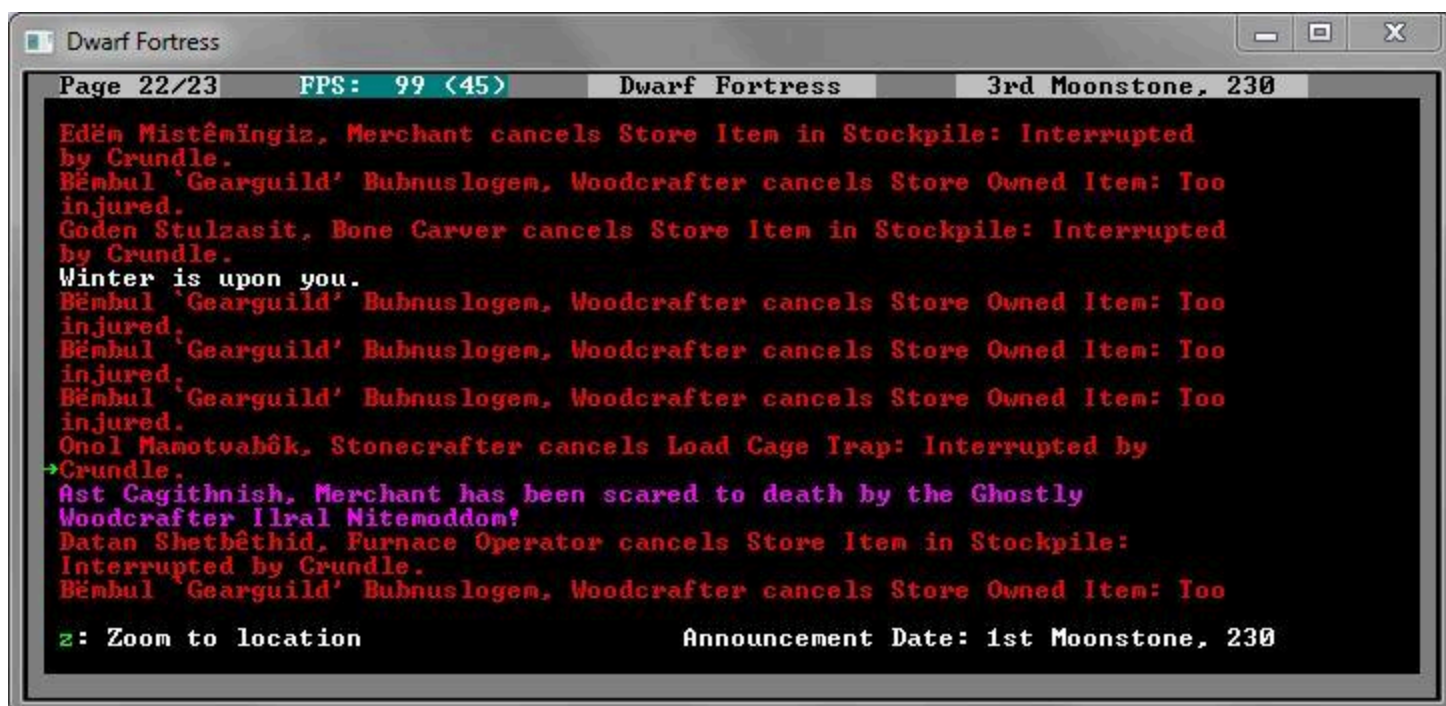 Dwarf Fortress
Page 22/23 FPS: 99 (45) Dwarf Fortress 3rd Moonstone, 230
Edëm Mistêmïngiz, Merchant cancels Store Item in Stockpile: Interrupted
by Crundle.
Bëmbul `Gearguild' Bubnuslogem, Woodcrafter cancels Store Owned Item: Too
injured.
Goden Stulzasit, Bone Carver cancels Store Item in Stockpile: Interrupted
by Crundle.
Winter is upon you.
Bëmbul `Gearguild' Bubnuslogem, Woodcrafter cancels Store Owned Item: Too
injured.
Bëmbul `Gearguild' Bubnuslogem, Woodcrafter cancels Store Owned Item: Too
injured.
Bëmbul `Gearguild' Bubnuslogem, Woodcrafter cancels Store Owned Item: Too
injured.
Onol Mamotvabôk, Stonecrafter cancels Load Cage Trap: Interrupted by
→Crundle.
Ast Cagithnish, Merchant has been scared to death by the Ghostly
Woodcrafter Ilral Nitemoddom!
Datan Shetbêthid, Furnace Operator cancels Store Item in Stockpile:
Interrupted by Crundle.
Bëmbul `Gearguild' Bubnuslogem, Woodcrafter cancels Store Owned Item: Too
z: Zoom to location Announcement Date: 1st Moonstone, 230